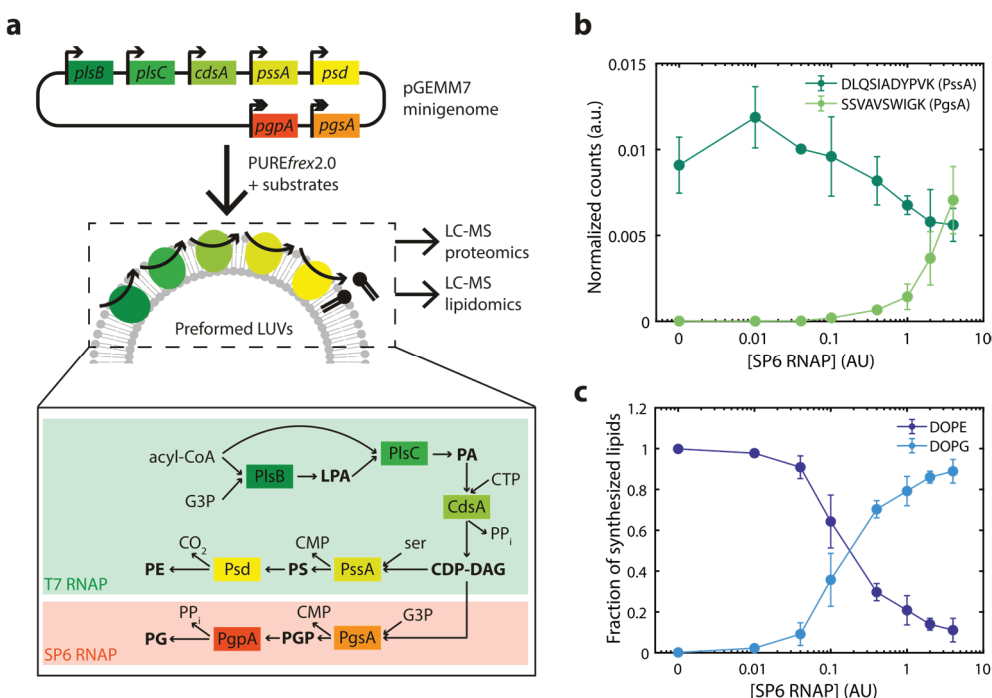 a
plsB plsC cdsA pssA psd
pgpA pgsA
pGEMM7
minigenome
PUREfrex2.0
+ substrates
LC-MS
proteomics
LC-MS
lipidomics
Preformed LUVs
acyl-CoA
G3P
PlsB
LPA
PlsC
PA
CTP
CdsA
PPi
CDP-DAG
ser
PssA
CMP
PS
Psd
CO2
PE
T7 RNAP
G3P
PgsA
CMP
PGP
PgpA
PPi
PG
SP6 RNAP
b
0.015
0.01
0.005
0
Normalized counts (a.u.)
DLQSIADYPVK (PssA)
SSVAVSWIGK (PgsA)
0 0.01 0.1 1 10
[SP6 RNAP] (AU)
c
1.2
1
0.8
0.6
0.4
0.2
0
Fraction of synthesized lipids
DOPE
DOPG
0 0.01 0.1 1 10
[SP6 RNAP] (AU)